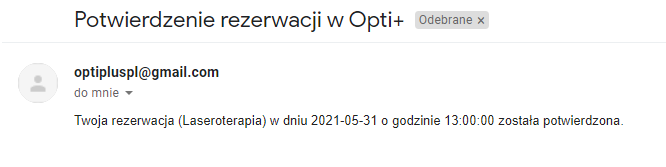 Potwierdzenie rezerwacji w Opti+ Odebrane x
optipluspl@gmail.com
do mnie
Twoja rezerwacja (Laseroterapia) w dniu 2021-05-31 o godzinie 13:00:00 została potwierdzona.